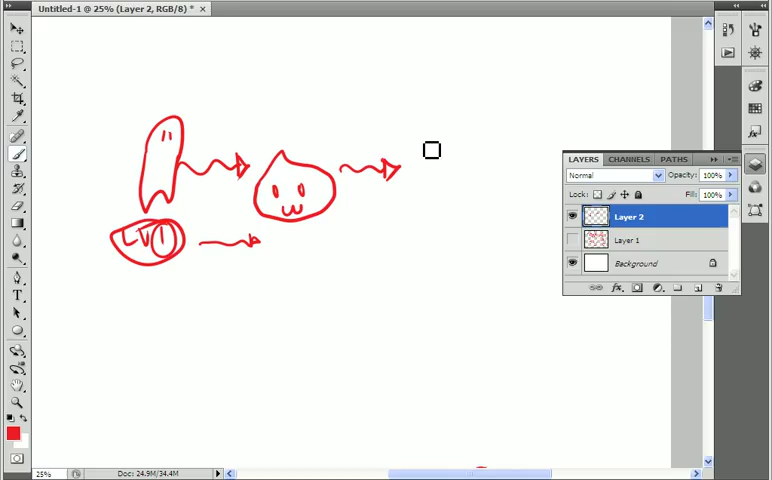 Untitled-1 @ 25% (Layer 2, RGB/8) * ×
LAYERS CHANNELS PATHS
Normal Opacity: 100%
Lock: Fill: 100%
Layer 2
Layer 1
Background
LV1
25% Doc: 24.9M/34.4M